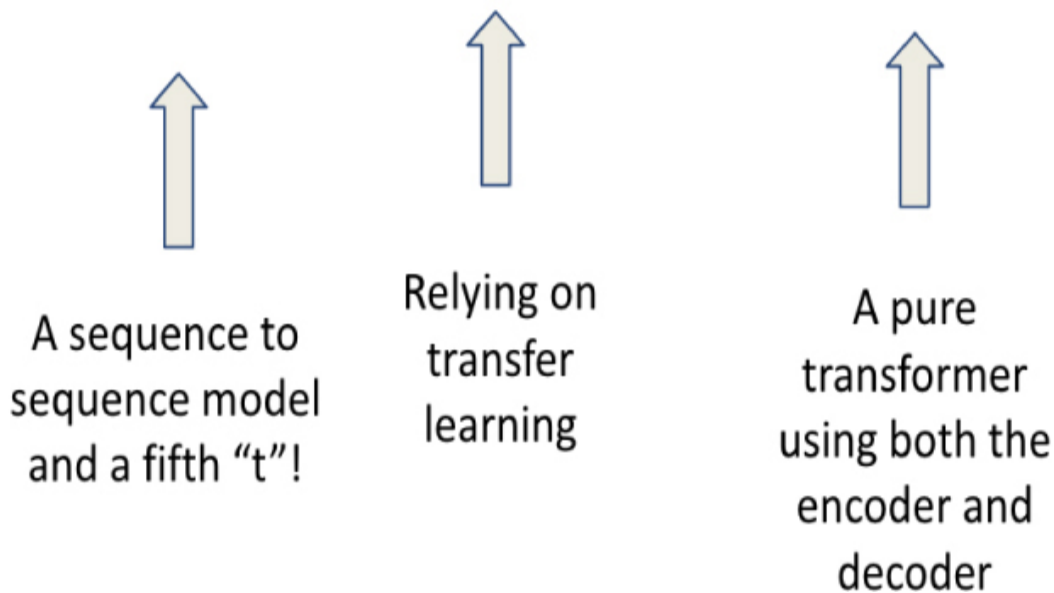 A sequence to
sequence model
and a fifth “t”!
Relying on
transfer
learning
A pure
transformer
using both the
encoder and
decoder